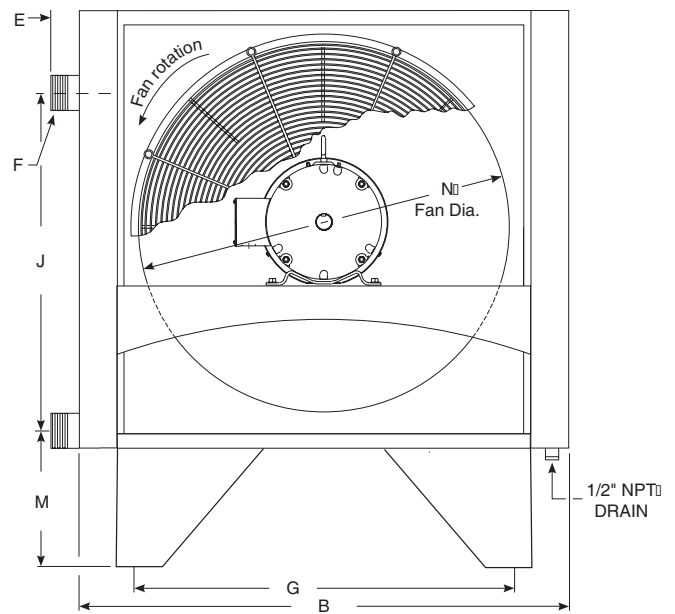 E
Fan rotation
F
N▯
Fan Dia.
J
M
1/2" NPT▯
DRAIN
G
B